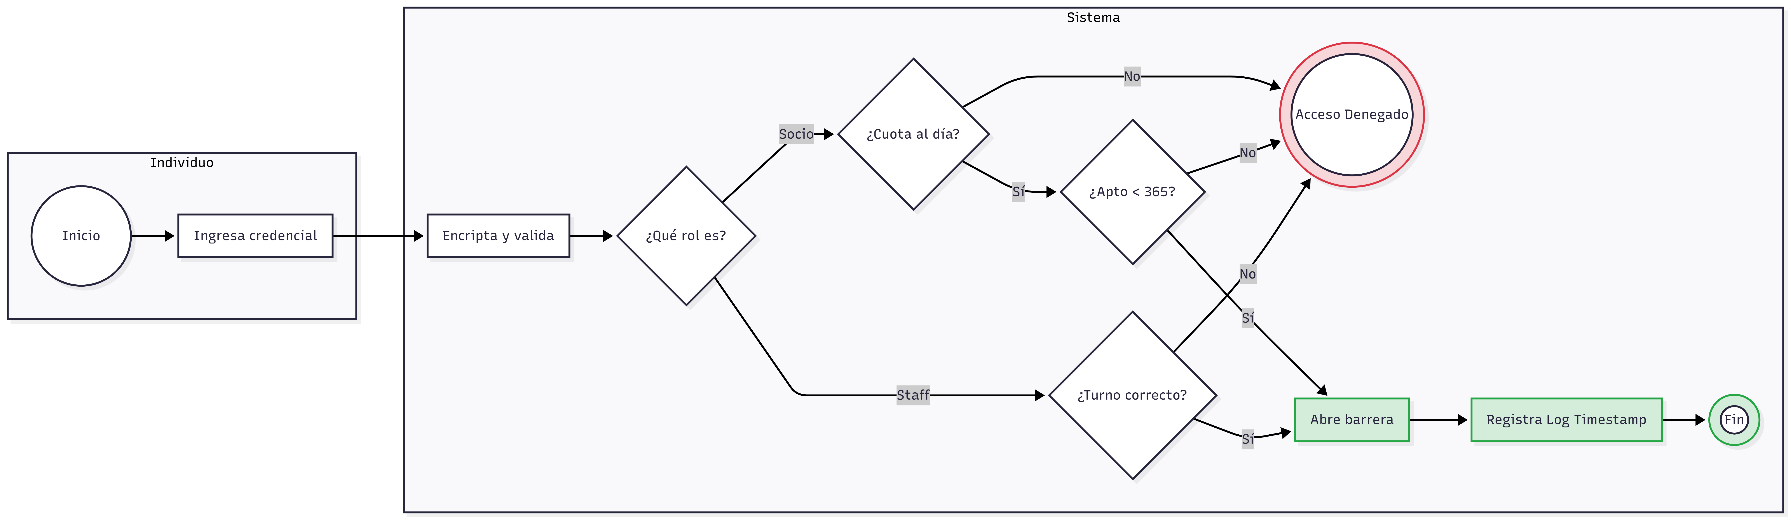 Sistema
Individuo
Inicio
Ingresa credencial
Encripta y valida
¿Qué rol es?
Socio
Staff
¿Cuota al día?
No
Sí
¿Apto < 365?
No
Sí
¿Turno correcto?
No
Sí
Acceso Denegado
Abre barrera
Registra Log Timestamp
Fin